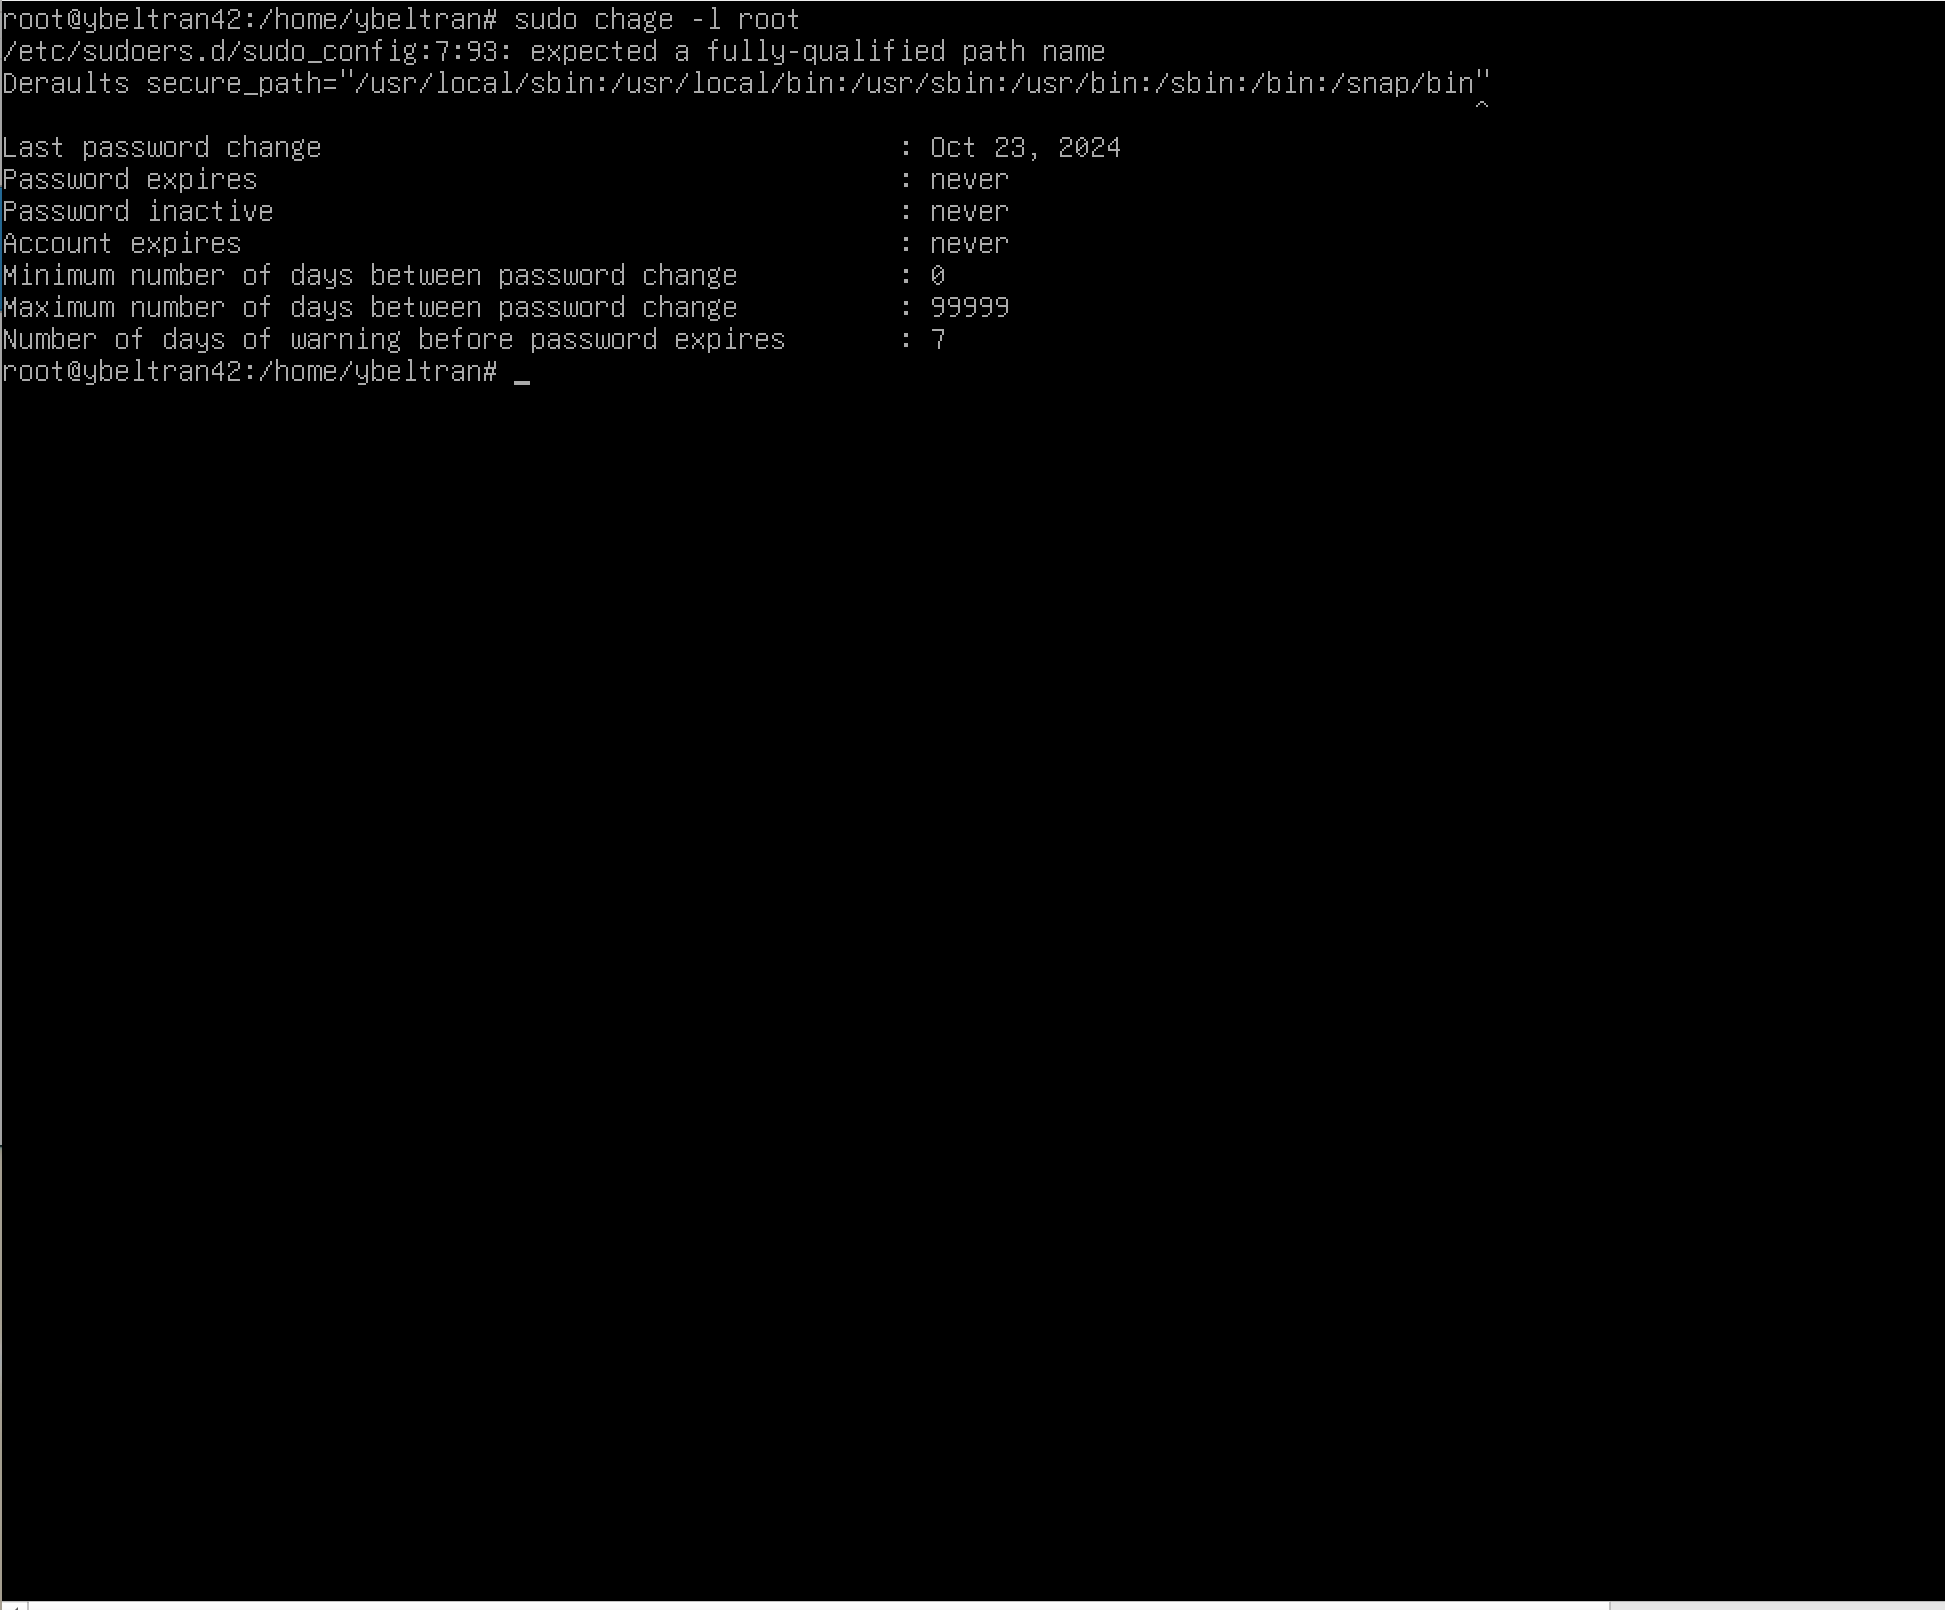 root@ybeltran42:/home/ybeltran# sudo chage -l root
/etc/sudoers.d/sudo_config:7:93: expected a fully-qualified path name
Deraults secure_path="/usr/local/sbin:/usr/local/bin:/usr/sbin:/usr/bin:/sbin:/bin:/snap/bin"
^
Last password change : Oct 23, 2024
Password expires : never
Password inactive : never
Account expires : never
Minimum number of days between password change : 0
Maximum number of days between password change : 99999
Number of days of warning before password expires : 7
root@ybeltran42:/home/ybeltran# _